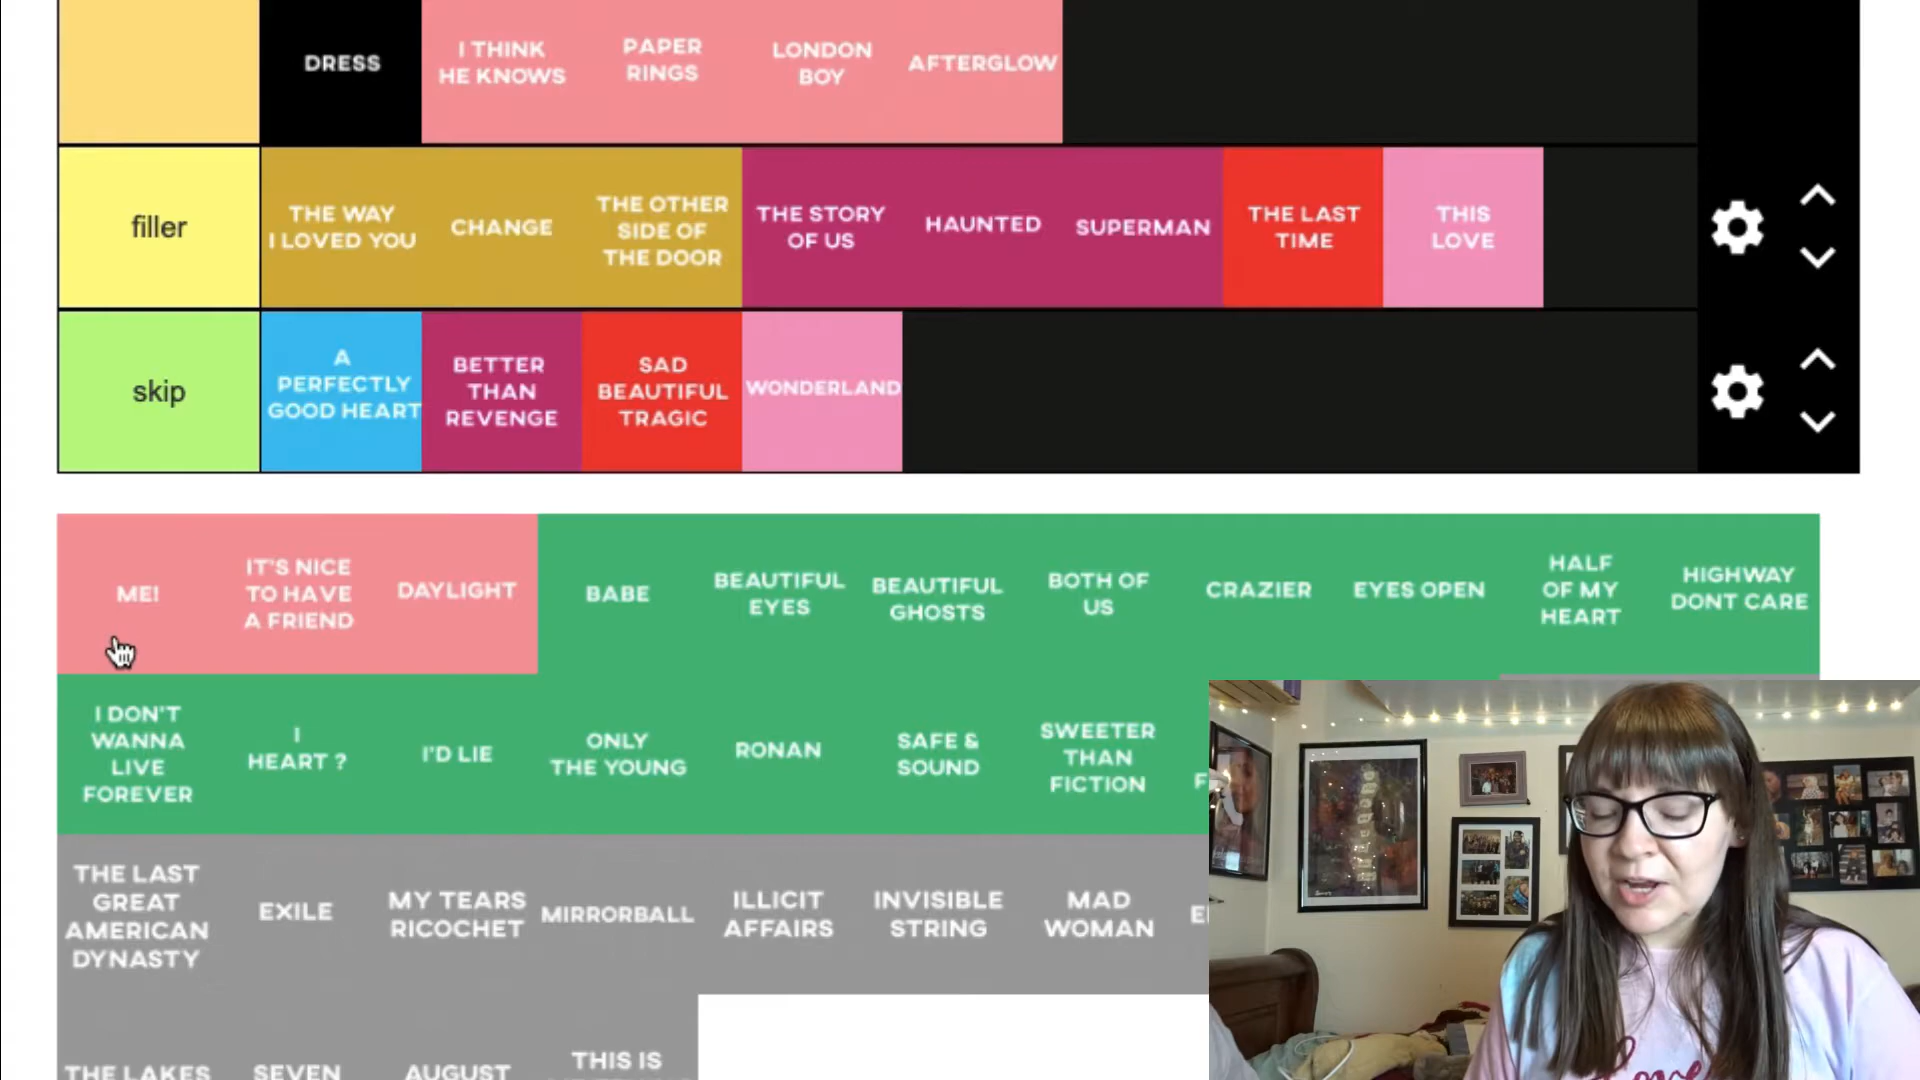 DRESS
I THINK
HE KNOWS
PAPER
RINGS
LONDON
BOY
AFTERGLOW
filler
THE WAY
I LOVED YOU
CHANGE
THE OTHER
SIDE OF
THE DOOR
THE STORY
OF US
HAUNTED
SUPERMAN
THE LAST
TIME
THIS
LOVE
skip
A
PERFECTLY
GOOD HEART
BETTER
THAN
REVENGE
SAD
BEAUTIFUL
TRAGIC
WONDERLAND
ME!
IT'S NICE
TO HAVE
A FRIEND
DAYLIGHT
BABE
BEAUTIFUL
EYES
BEAUTIFUL
GHOSTS
BOTH OF
US
CRAZIER
EYES OPEN
HALF
OF MY
HEART
HIGHWAY
DONT CARE
I DON'T
WANNA
LIVE
FOREVER
I
HEART ?
I'D LIE
ONLY
THE YOUNG
RONAN
SAFE &
SOUND
SWEETER
THAN
FICTION
THE LAST
GREAT
AMERICAN
DYNASTY
EXILE
MY TEARS
RICOCHET
MIRRORBALL
ILLICIT
AFFAIRS
INVISIBLE
STRING
MAD
WOMAN
THE LAKES
SEVEN
AUGUST
THIS IS